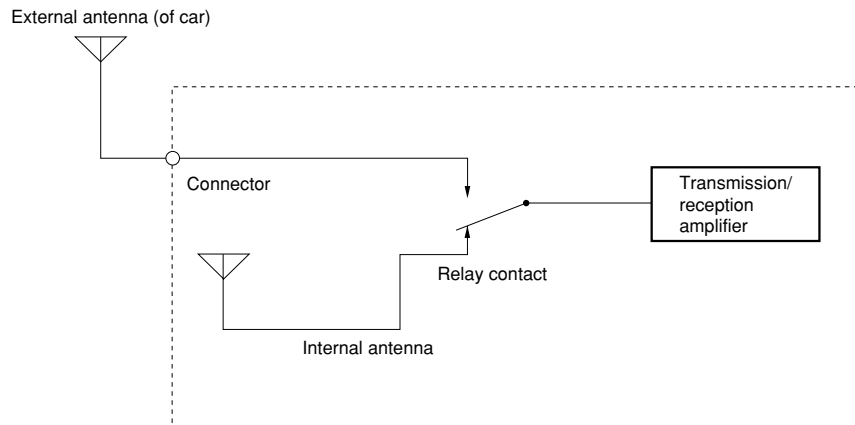 External antenna (of car)
Connector
Transmission/
reception
amplifier
Relay contact
Internal antenna